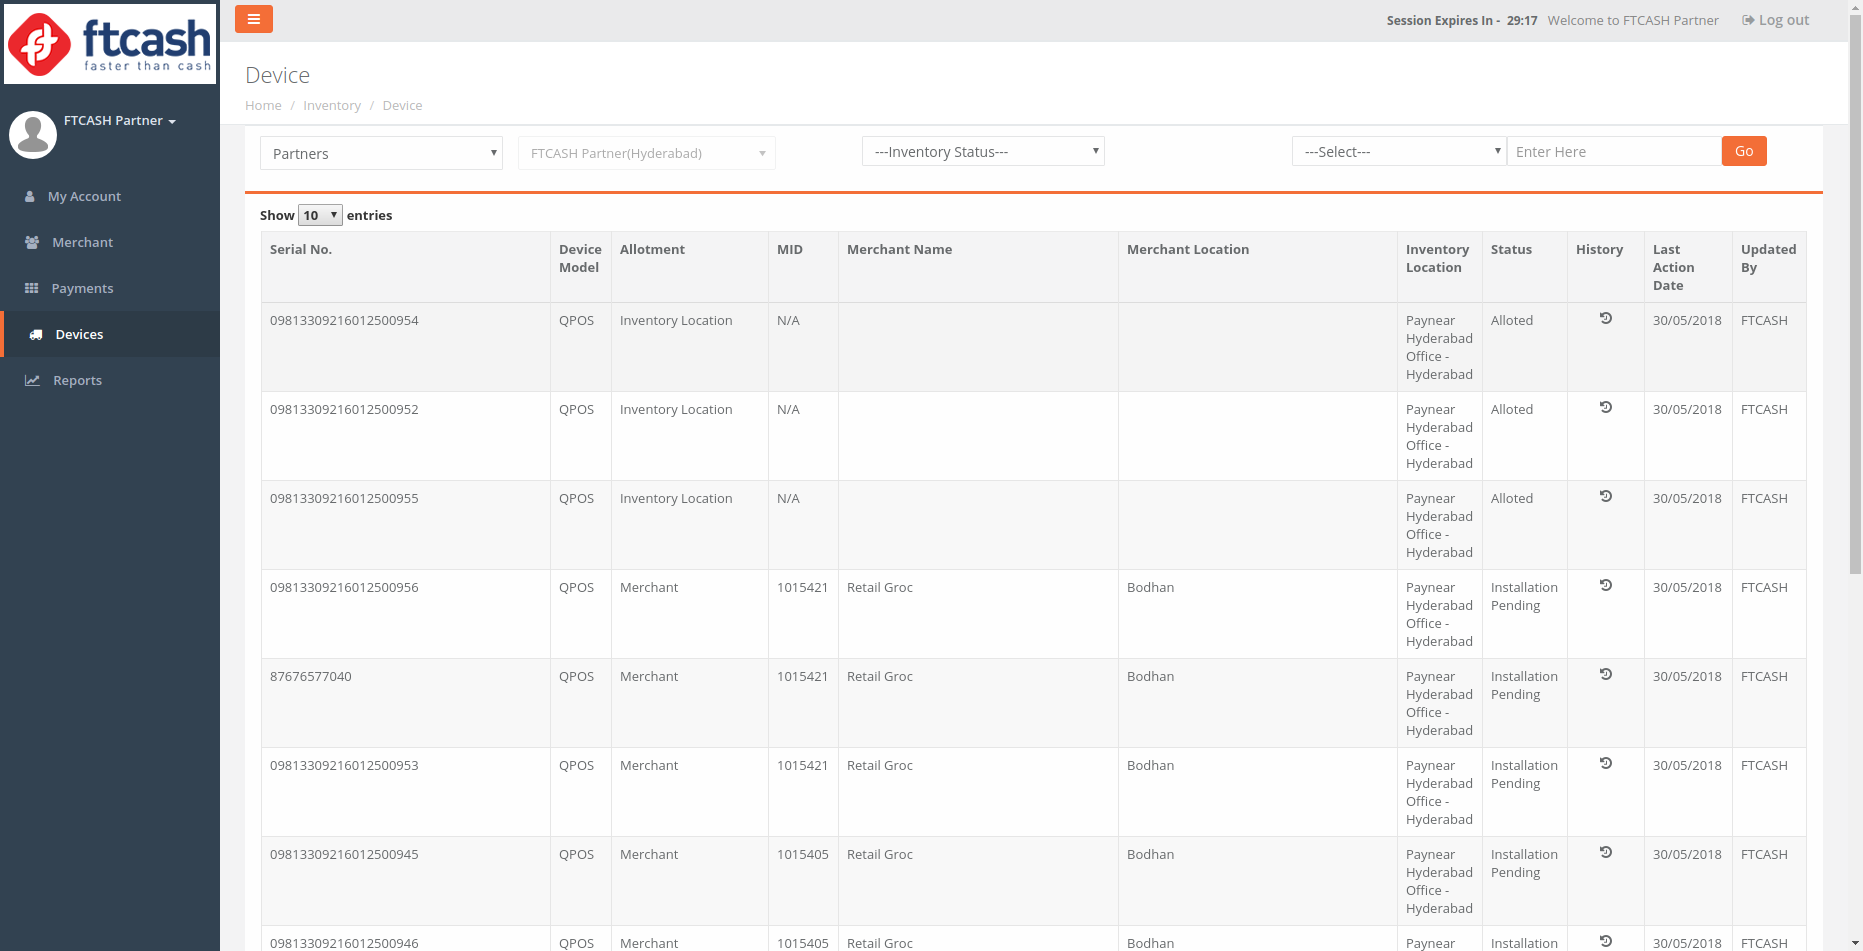 ftcash
faster than cash
Session Expires In - 29:17 Welcome to FTCASH Partner Log out
FTCASH Partner
My Account
Merchant
Payments
Devices
Reports
Device
Home / Inventory / Device
Partners FTCASH Partner(Hyderabad) ---Inventory Status--- ---Select--- Enter Here Go
Show 10 entries
Serial No. Device Allotment MID Merchant Name Merchant Location Inventory Status History Last Updated
Model Location Action By
Date
09813309216012500954 QPOS Inventory Location N/A Paynear Alloted 30/05/2018 FTCASH
Hyderabad
Office -
Hyderabad
09813309216012500952 QPOS Inventory Location N/A Paynear Alloted 30/05/2018 FTCASH
Hyderabad
Office -
Hyderabad
09813309216012500955 QPOS Inventory Location N/A Paynear Alloted 30/05/2018 FTCASH
Hyderabad
Office -
Hyderabad
09813309216012500956 QPOS Merchant 1015421 Retail Groc Bodhan Paynear Installation 30/05/2018 FTCASH
Hyderabad Pending
Office -
Hyderabad
87676577040 QPOS Merchant 1015421 Retail Groc Bodhan Paynear Installation 30/05/2018 FTCASH
Hyderabad Pending
Office -
Hyderabad
09813309216012500953 QPOS Merchant 1015421 Retail Groc Bodhan Paynear Installation 30/05/2018 FTCASH
Hyderabad Pending
Office -
Hyderabad
09813309216012500945 QPOS Merchant 1015405 Retail Groc Bodhan Paynear Installation 30/05/2018 FTCASH
Hyderabad Pending
Office -
Hyderabad
09813309216012500946 QPOS Merchant 1015405 Retail Groc Bodhan Paynear Installation 30/05/2018 FTCASH